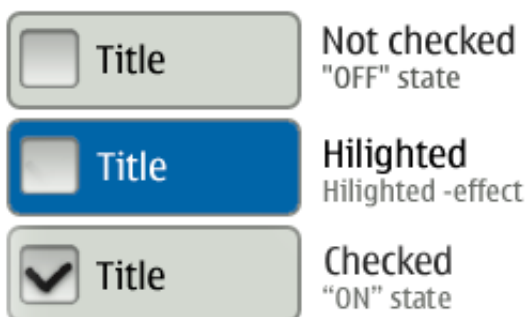 Title
Not checked
"OFF" state
Title
Hilighted
Hilighted -effect
Title
Checked
“ON” state